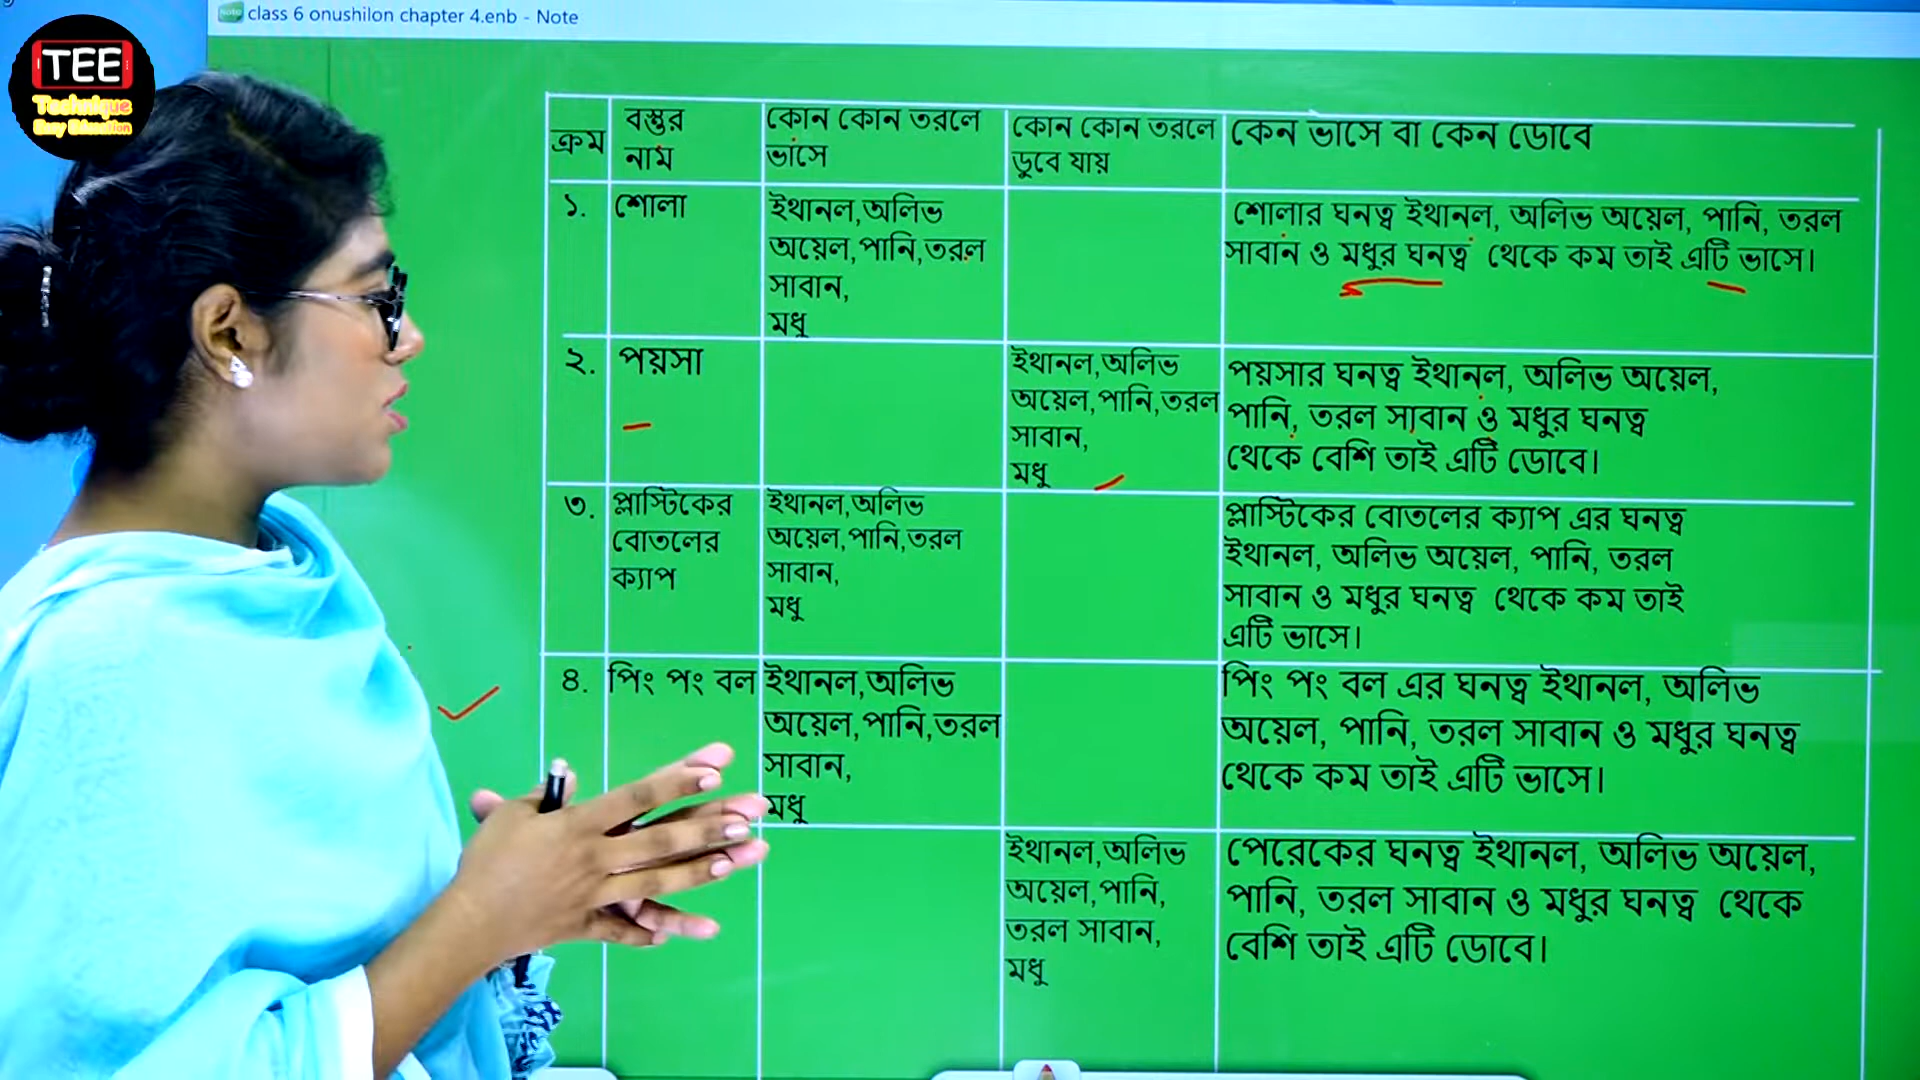 class 6 onushilon chapter 4.enb - Note
TEE
Technique
Easy Education
ক্রম
বস্তুর
নাম
কোন কোন তরলে
ভাসে
কোন কোন তরলে
ডুবে যায়
কেন ভাসে বা কেন ডোবে
১.
শোলা
ইথানল,অলিভ
অয়েল,পানি,তরল
সাবান,
মধু
শোলার ঘনত্ব ইথানল, অলিভ অয়েল, পানি, তরল
সাবান ও মধুর ঘনত্ব থেকে কম তাই এটি ভাসে।
২.
পয়সা
ইথানল,অলিভ
অয়েল,পানি,তরল
সাবান,
মধু
পয়সার ঘনত্ব ইথানল, অলিভ অয়েল,
পানি, তরল সাবান ও মধুর ঘনত্ব
থেকে বেশি তাই এটি ডোবে।
৩.
প্লাস্টিকের
বোতলের
ক্যাপ
ইথানল,অলিভ
অয়েল,পানি,তরল
সাবান,
মধু
প্লাস্টিকের বোতলের ক্যাপ এর ঘনত্ব
ইথানল, অলিভ অয়েল, পানি, তরল
সাবান ও মধুর ঘনত্ব থেকে কম তাই
এটি ভাসে।
৪.
পিং পং বল
ইথানল,অলিভ
অয়েল,পানি,তরল
সাবান,
মধু
পিং পং বল এর ঘনত্ব ইথানল, অলিভ
অয়েল, পানি, তরল সাবান ও মধুর ঘনত্ব
থেকে কম তাই এটি ভাসে।
ইথানল,অলিভ
অয়েল,পানি,
তরল সাবান,
মধু
পেরেকের ঘনত্ব ইথানল, অলিভ অয়েল,
পানি, তরল সাবান ও মধুর ঘনত্ব থেকে
বেশি তাই এটি ডোবে।